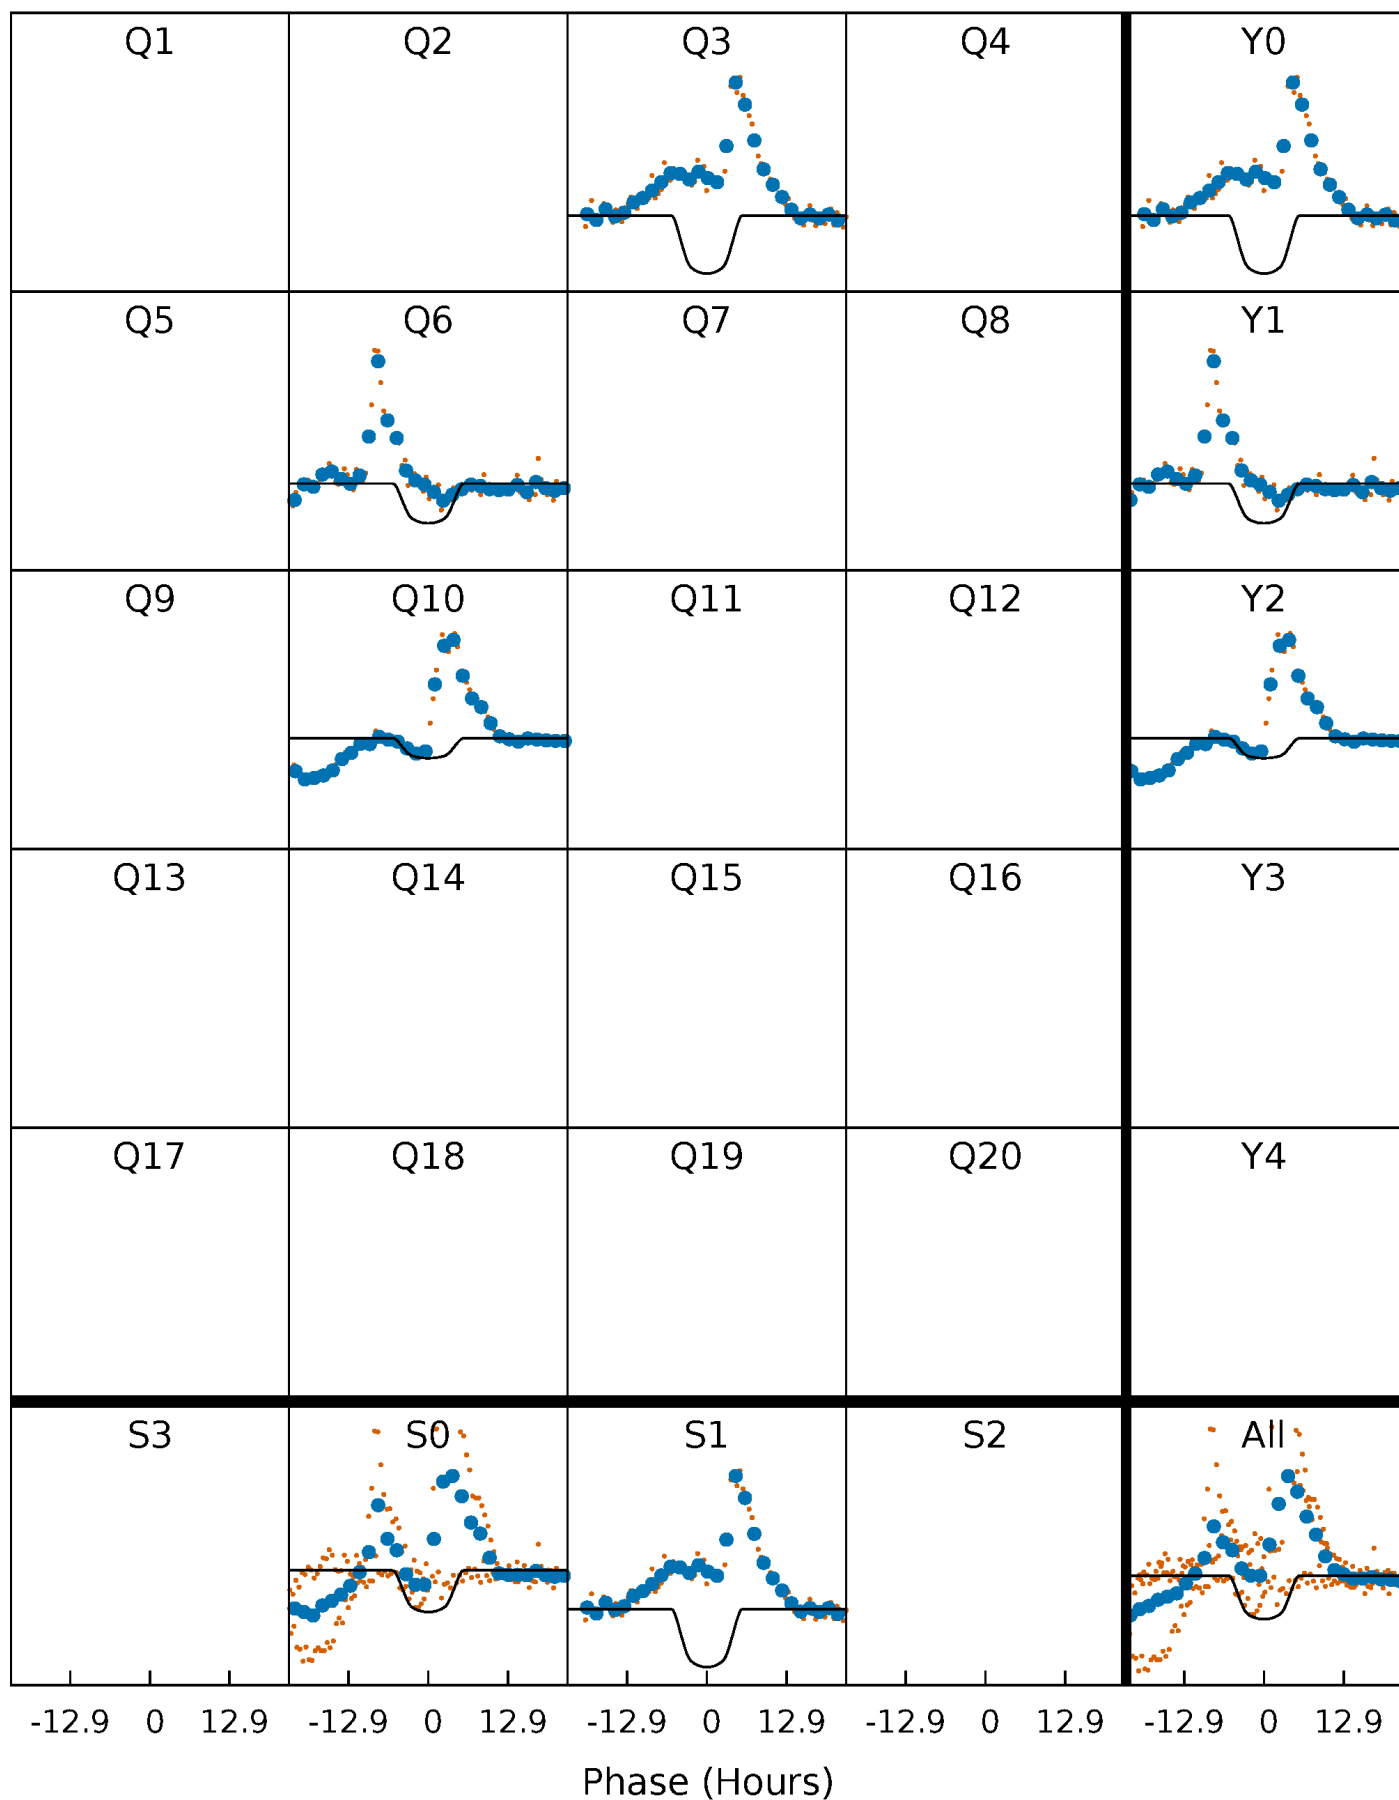 Q1 Q2 Q3 Q4 Y0
Q5 Q6 Q7 Q8 Y1
Q9 Q10 Q11 Q12 Y2
Q13 Q14 Q15 Q16 Y3
Q17 Q18 Q19 Q20 Y4
S3 S0 S1 S2 All
-12.9 0 12.9 -12.9 0 12.9 -12.9 0 12.9 -12.9 0 12.9 -12.9 0 12.9
Phase (Hours)